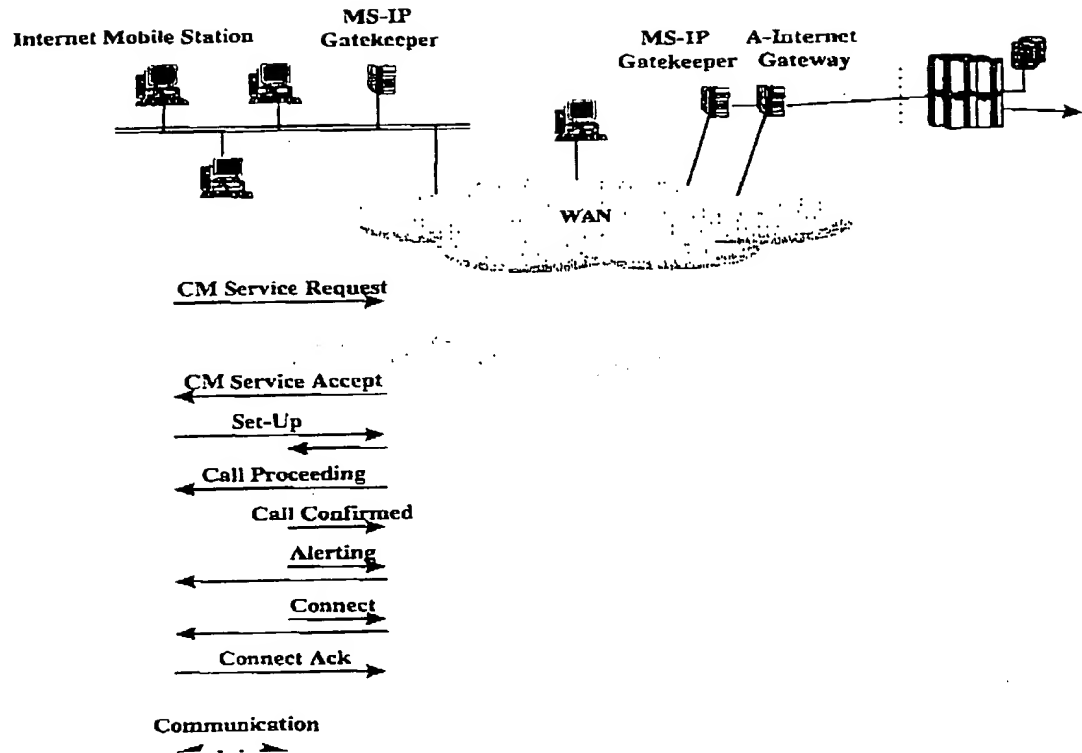 MS-IP
Gatekeeper
Internet Mobile Station
MS-IP
Gatekeeper
A-Internet
Gateway
WAN
CM Service Request
CM Service Accept
Set-Up
Call Proceeding
Call Confirmed
Alerting
Connect
Connect Ack
Communication